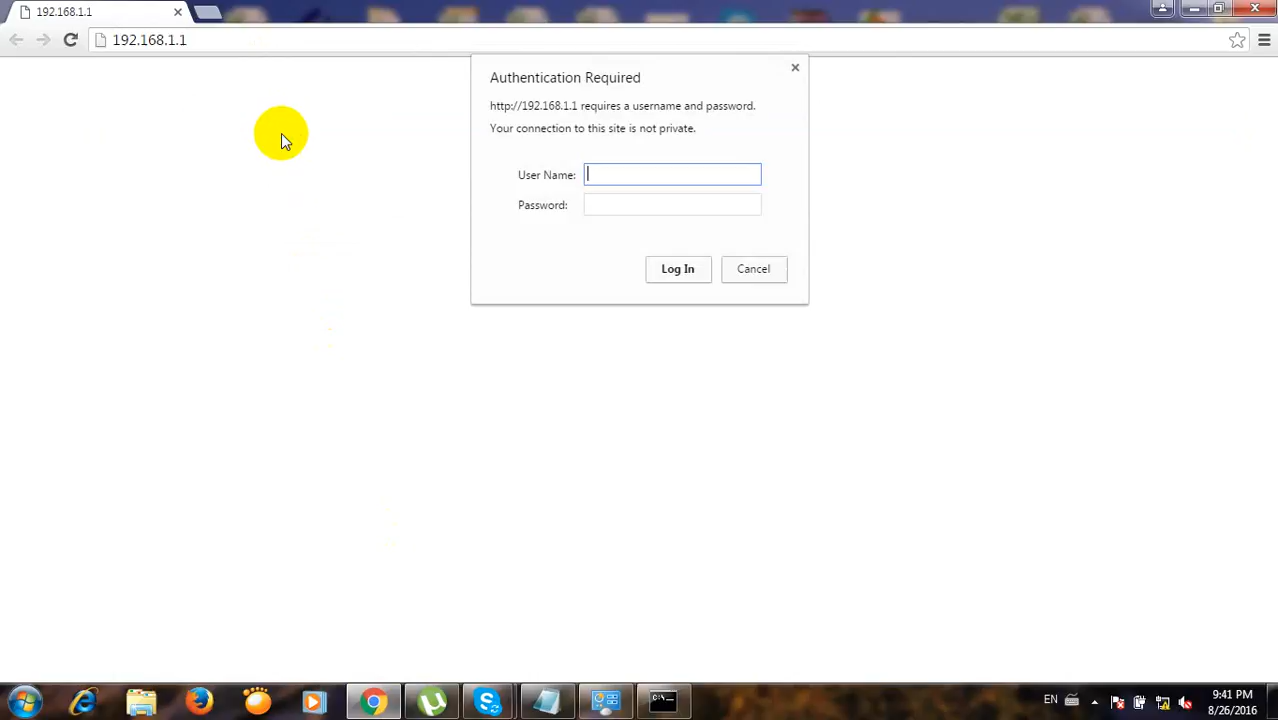 192.168.1.1
192.168.1.1
Authentication Required
http://192.168.1.1 requires a username and password.
Your connection to this site is not private.
User Name:
Password:
Log In
Cancel
EN
9:41 PM
8/26/2016